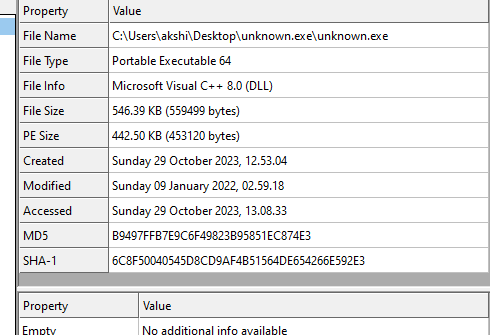 Property Value
File Name C:\Users\akshi\Desktop\unknown.exe\unknown.exe
File Type Portable Executable 64
File Info Microsoft Visual C++ 8.0 (DLL)
File Size 546.39 KB (559499 bytes)
PE Size 442.50 KB (453120 bytes)
Created Sunday 29 October 2023, 12.53.04
Modified Sunday 09 January 2022, 02.59.18
Accessed Sunday 29 October 2023, 13.08.33
MD5 B9497FFB7E9C6F49823B95851EC874E3
SHA-1 6C8F50040545D8CD9AF4B51564DE654266E592E3
Property Value
Empty No additional info available